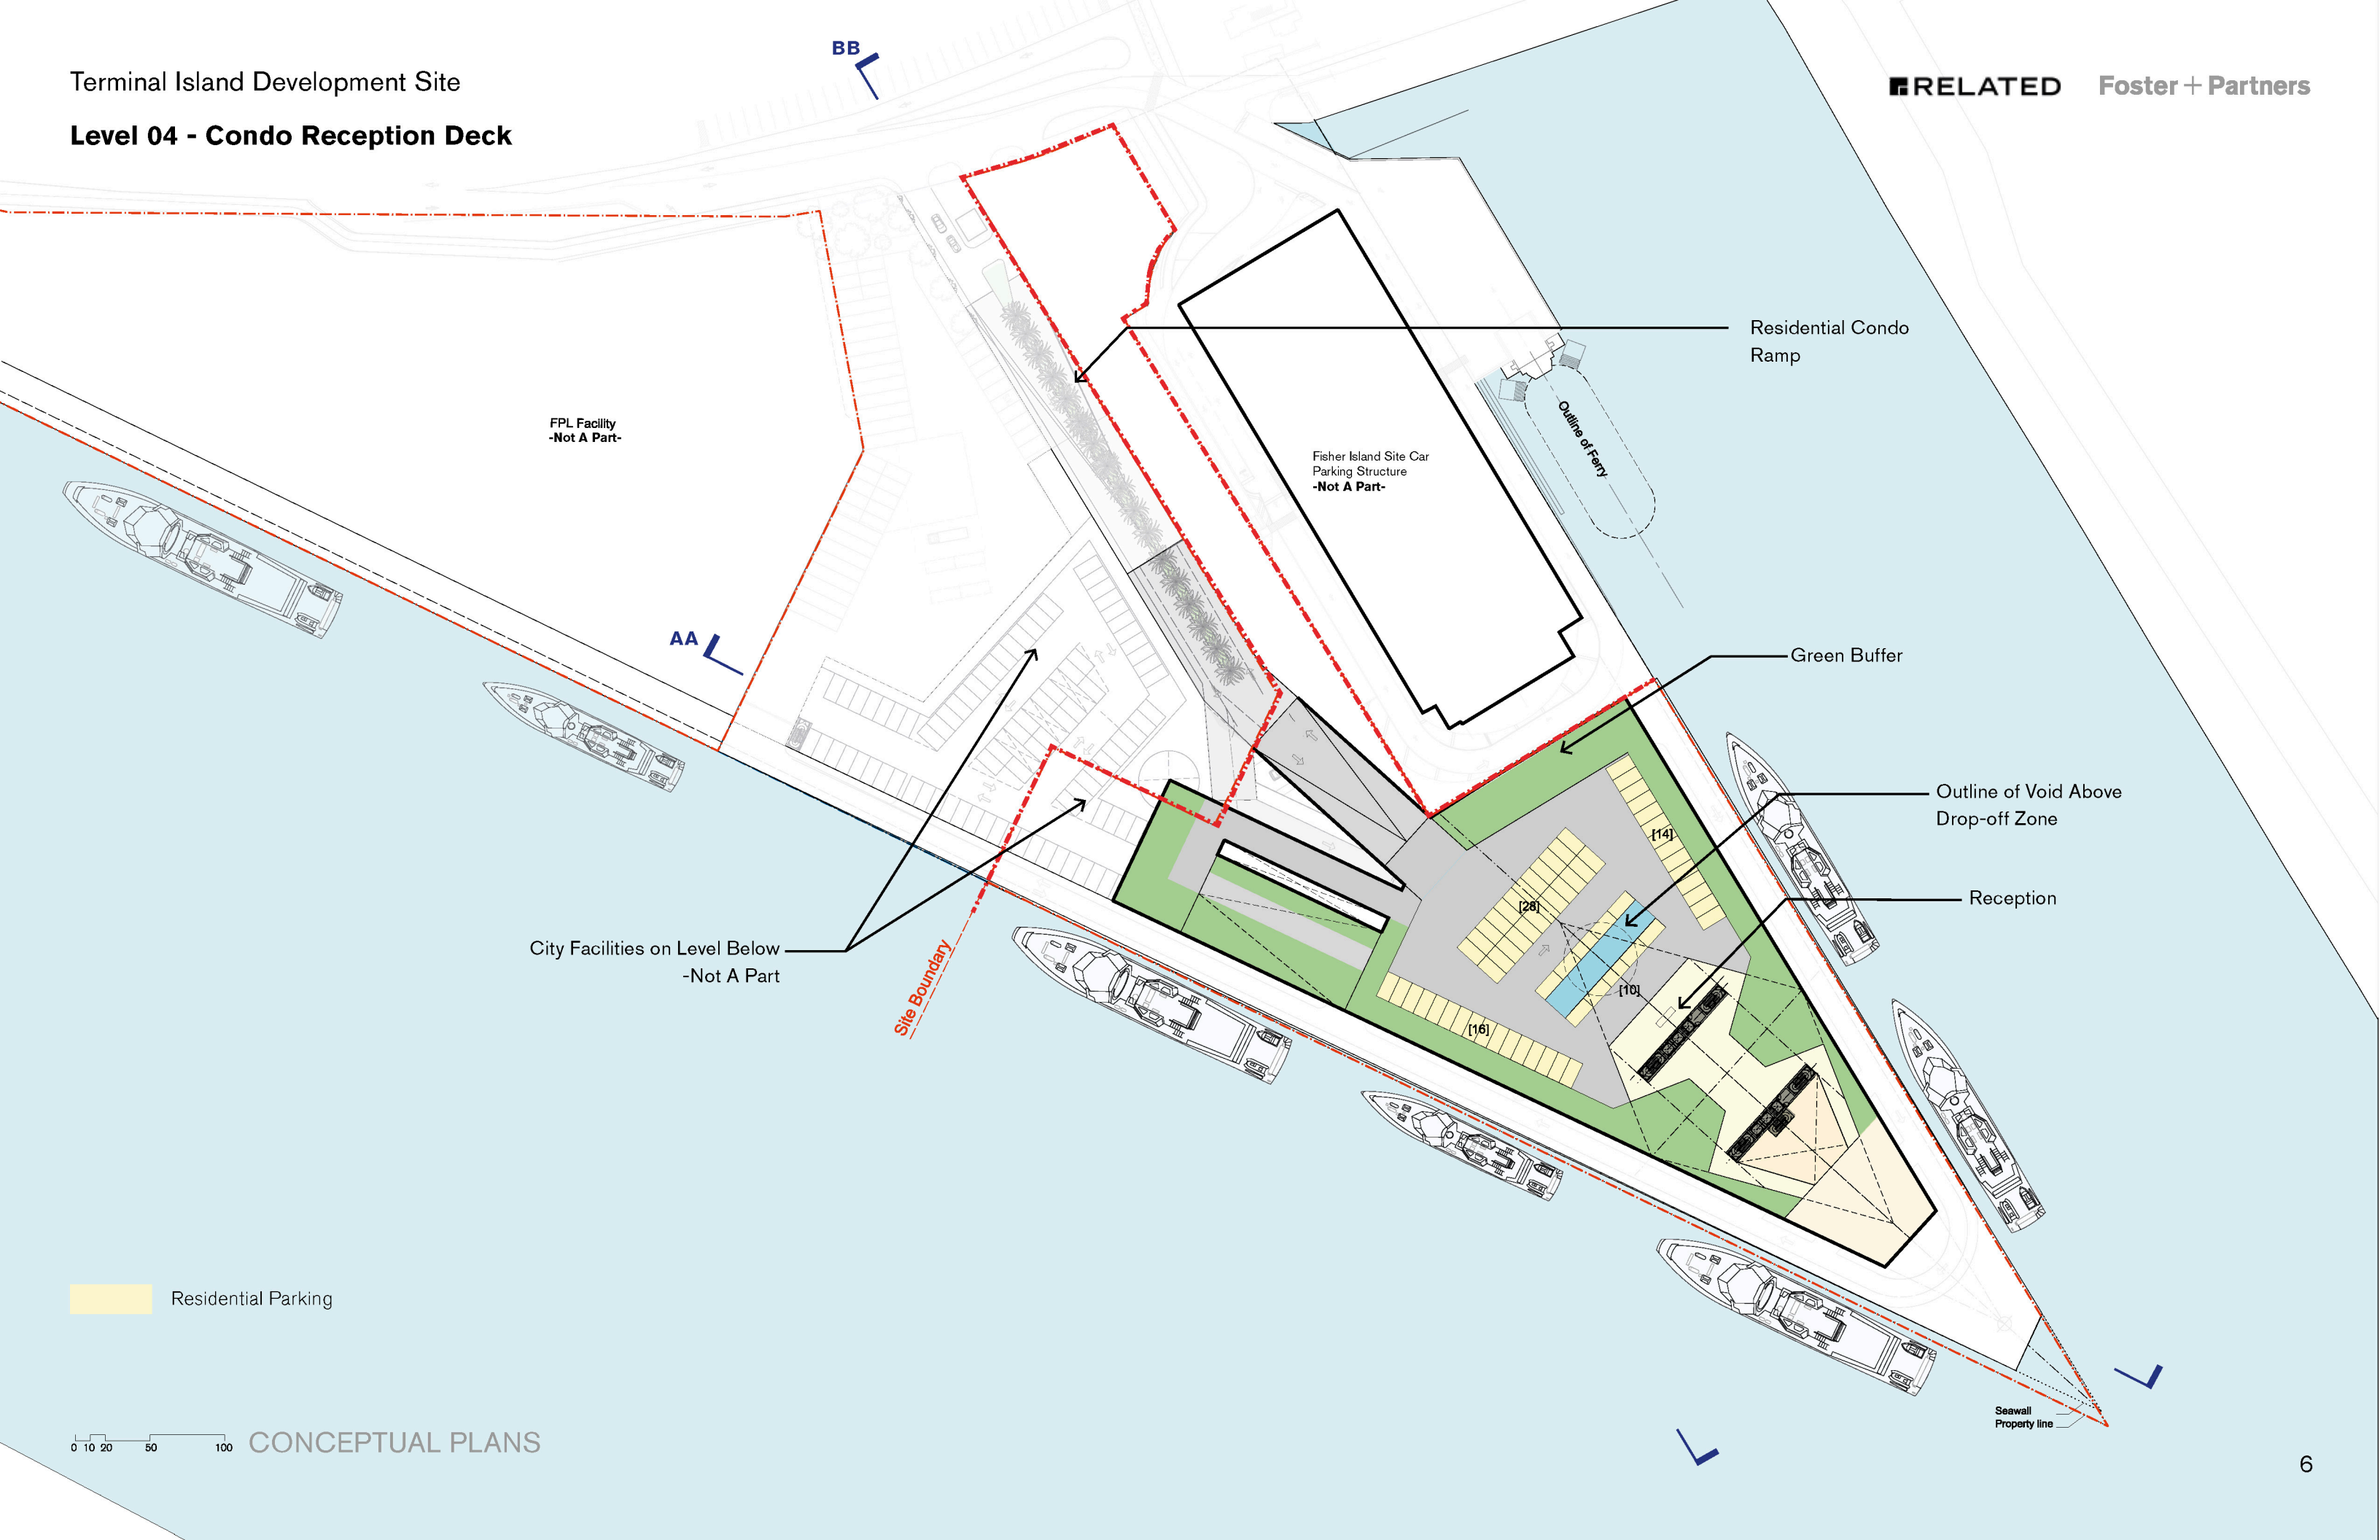 Terminal Island Development Site
Level 04 - Condo Reception Deck
BB
RELATED
Foster + Partners
Residential Condo
Ramp
FPL Facility
-Not A Part-
Fisher Island Site Car
Parking Structure
-Not A Part-
Outline of Ferry
AA
Green Buffer
Outline of Void Above
Drop-off Zone
[14]
[28]
Reception
City Facilities on Level Below
-Not A Part
Site Boundary
[10]
[16]
Residential Parking
Seawall
Property line
0 10 20 50 100
CONCEPTUAL PLANS
6